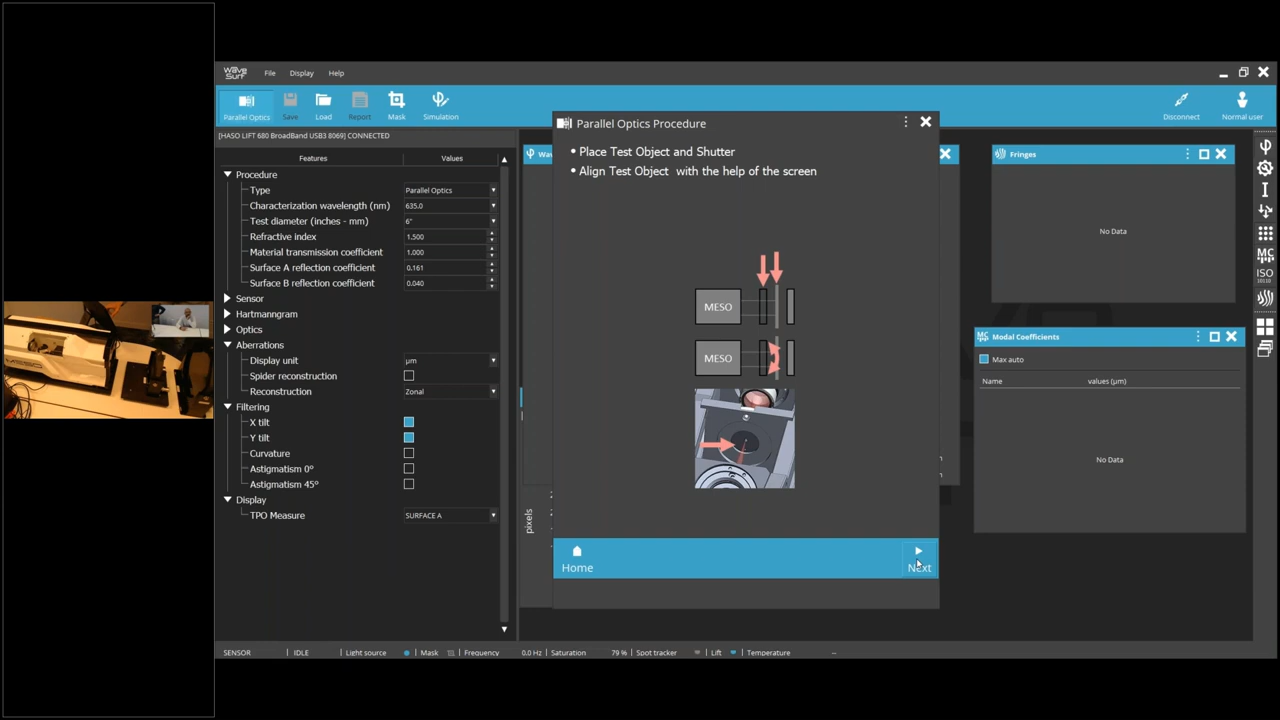 WAVE
SURF
File Display Help
Parallel Optics Save Load Report Mask Simulation Disconnect Normal user
[HASO LIFT 680 BroadBand USB3 8069] CONNECTED
Features Values
Procedure
Type Parallel Optics
Characterization wavelength (nm) 635.0
Test diameter (inches - mm) 6"
Refractive index 1.500
Material transmission coefficient 1.000
Surface A reflection coefficient 0.161
Surface B reflection coefficient 0.040
Sensor
Hartmanngram
Optics
Aberrations
Display unit µm
Spider reconstruction
Reconstruction Zonal
Filtering
X tilt
Y tilt
Curvature
Astigmatism 0°
Astigmatism 45°
Display
TPO Measure SURFACE A
Parallel Optics Procedure
• Place Test Object and Shutter
• Align Test Object with the help of the screen
MESO
MESO
Home Next
pixels
Fringes
No Data
Modal Coefficients
Max auto
Name values (µm)
No Data
MC
ISO
10110
SENSOR IDLE Light source Mask Frequency 0.0 Hz Saturation 79 % Spot tracker Lift Temperature --